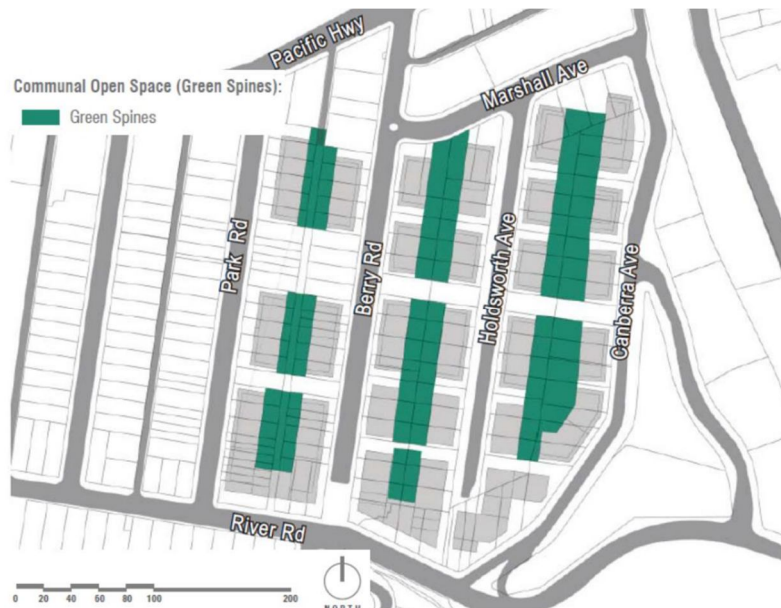 Pacific Hwy
Communal Open Space (Green Spines):
Green Spines
Marshall Ave
Park Rd
Berry Rd
Holdsworth Ave
Canberra Ave
River Rd
0 20 40 60 80 100 200
NORTH